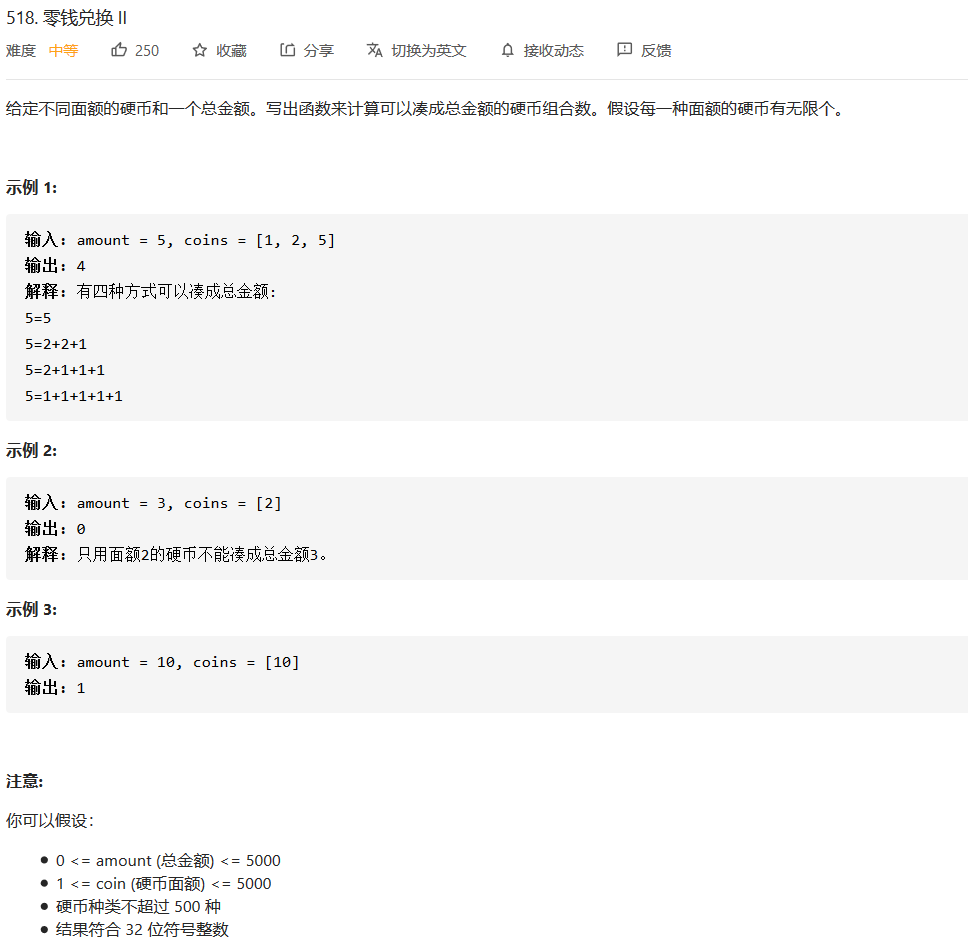 518. 零钱兑换 II
难度 中等 250 收藏 分享 切换为英文 接收动态 反馈
给定不同面额的硬币和一个总金额。写出函数来计算可以凑成总金额的硬币组合数。假设每一种面额的硬币有无限个。
示例 1:
输入: amount = 5, coins = [1, 2, 5]
输出: 4
解释: 有四种方式可以凑成总金额:
5=5
5=2+2+1
5=2+1+1+1
5=1+1+1+1+1
示例 2:
输入: amount = 3, coins = [2]
输出: 0
解释: 只用面额2的硬币不能凑成总金额3。
示例 3:
输入: amount = 10, coins = [10]
输出: 1
注意:
你可以假设：
● 0 <= amount (总金额) <= 5000
● 1 <= coin (硬币面额) <= 5000
● 硬币种类不超过 500 种
● 结果符合 32 位符号整数